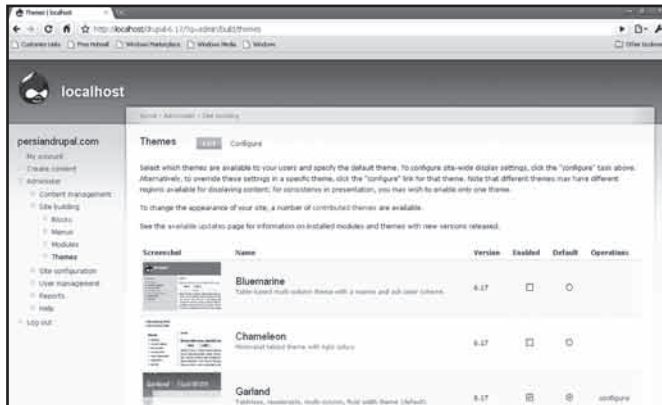 Themes | localhost
http://localhost/drupal-6.17/?q=admin/build/themes
Customize Links Free Hotmail Windows Marketplace Windows Media Windows
localhost
Home › Administer › Site building
persiandrupal.com
My account
Create content
Administer
Content management
Site building
Blocks
Menus
Modules
Themes
Site configuration
User management
Reports
Help
Log out
Themes Configure
Select which themes are available to your users and specify the default theme. To configure site-wide display settings, click the "configure" task above.
Alternatively, to override these settings in a specific theme, click the "configure" link for that theme. Note that different themes may have different
regions available for displaying content; for consistency in presentation, you may wish to enable only one theme.
To change the appearance of your site, a number of contributed themes are available.
See the available updates page for information on installed modules and themes with new versions released.
Screenshot Name Version Enabled Default Operations
Bluemarine
Table-based multi-column theme with a marine and ash color scheme.
6.17
Chameleon
Minimalist tabled theme with light colors.
6.17
Garland
Tableless, recolorable, multi-column, fluid width theme (default).
6.17 configure